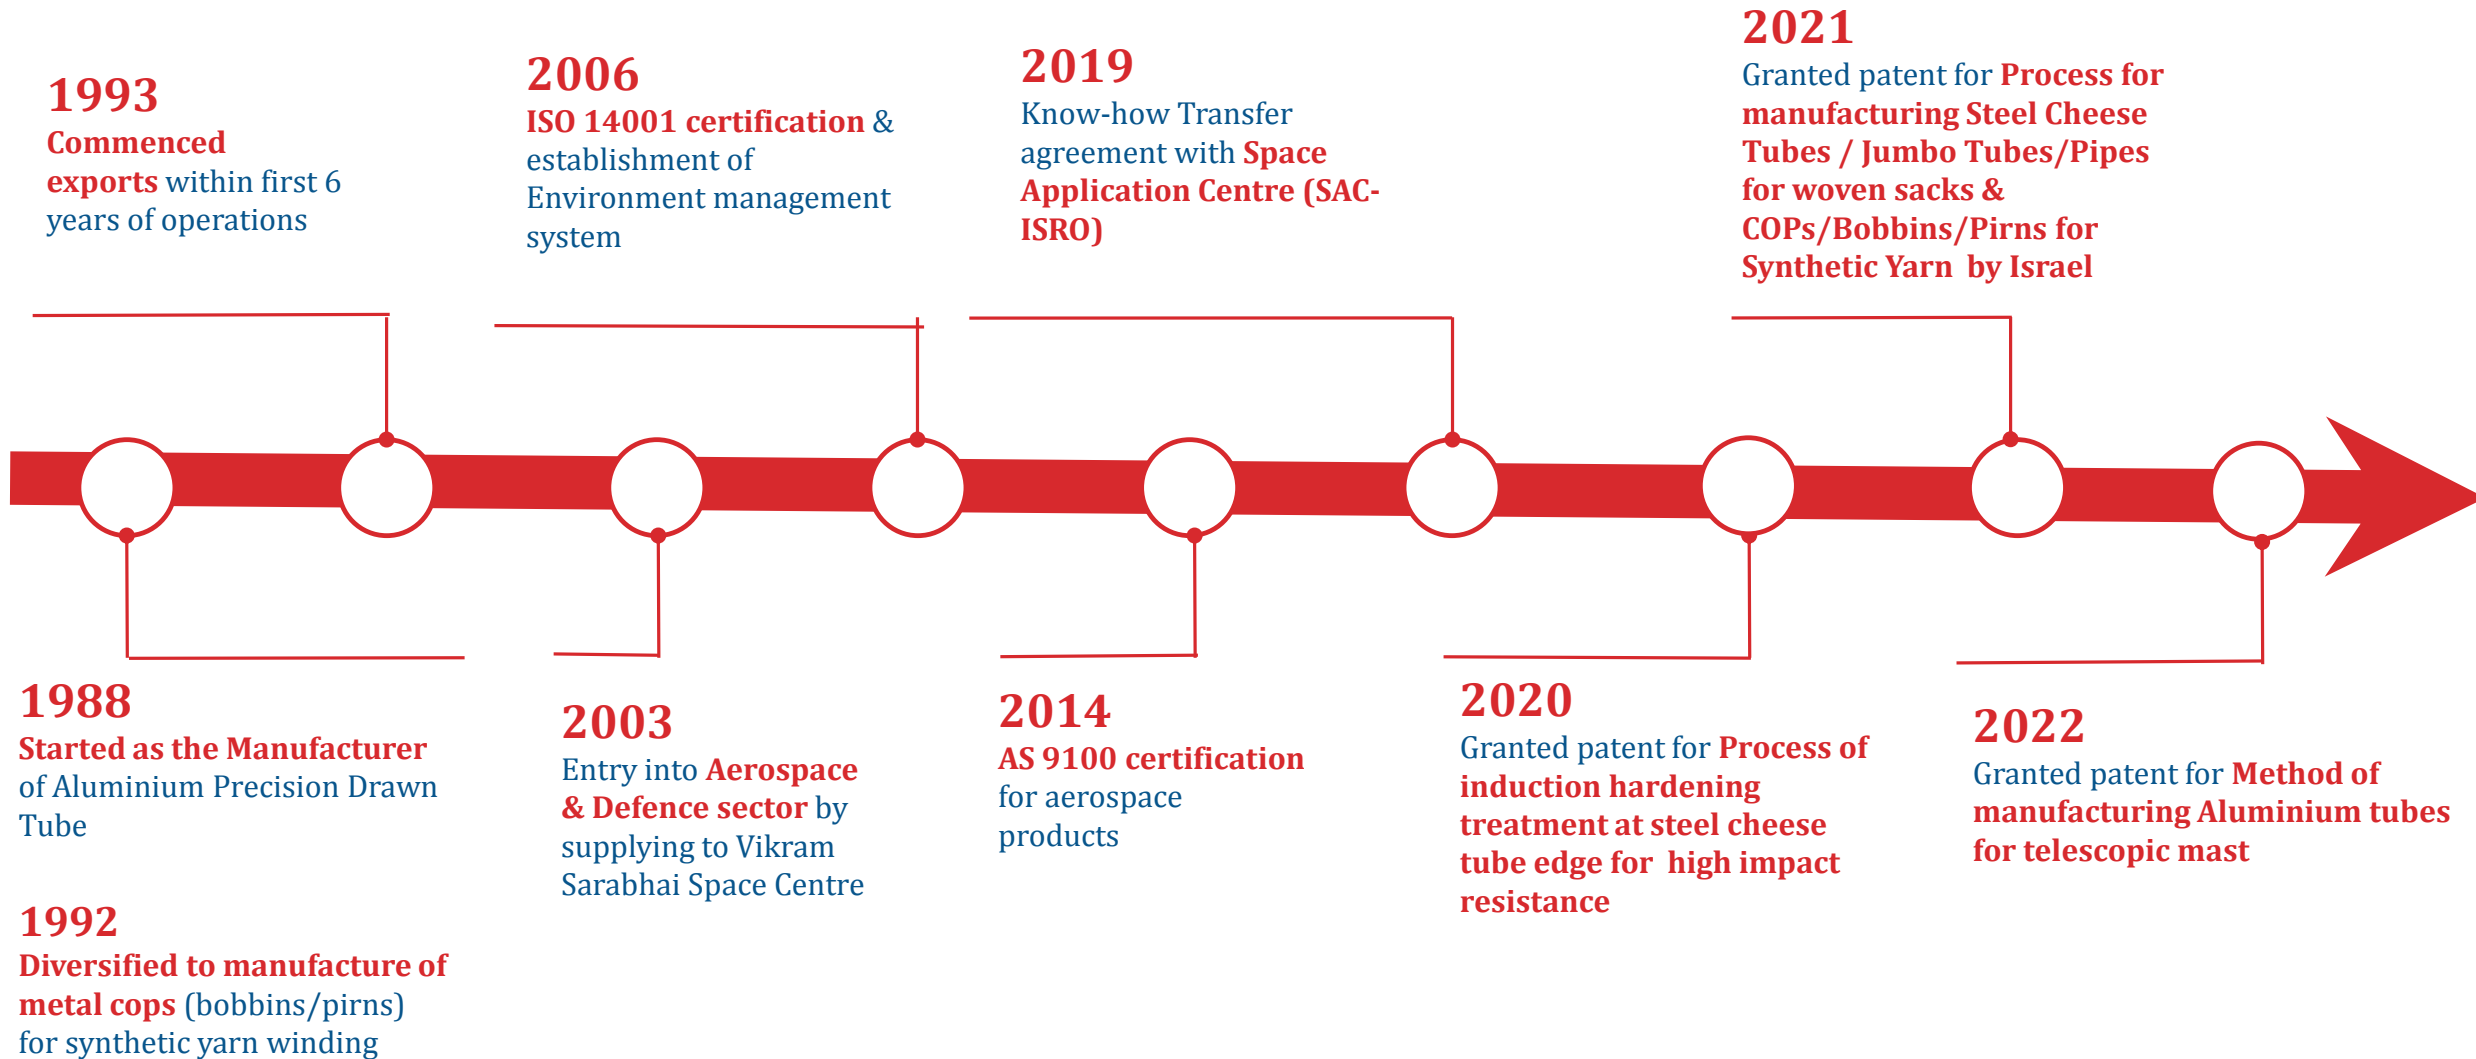 1993
Commenced
exports within first 6
years of operations
2006
ISO 14001 certification &
establishment of
Environment management
system
2019
Know-how Transfer
agreement with Space
Application Centre (SAC-
ISRO)
2021
Granted patent for Process for
manufacturing Steel Cheese
Tubes / Jumbo Tubes/Pipes
for woven sacks &
COPs/Bobbins/Pirns for
Synthetic Yarn by Israel
1988
Started as the Manufacturer
of Aluminium Precision Drawn
Tube
1992
Diversified to manufacture of
metal cops (bobbins/pirns)
for synthetic yarn winding
2003
Entry into Aerospace
& Defence sector by
supplying to Vikram
Sarabhai Space Centre
2014
AS 9100 certification
for aerospace
products
2020
Granted patent for Process of
induction hardening
treatment at steel cheese
tube edge for high impact
resistance
2022
Granted patent for Method of
manufacturing Aluminium tubes
for telescopic mast